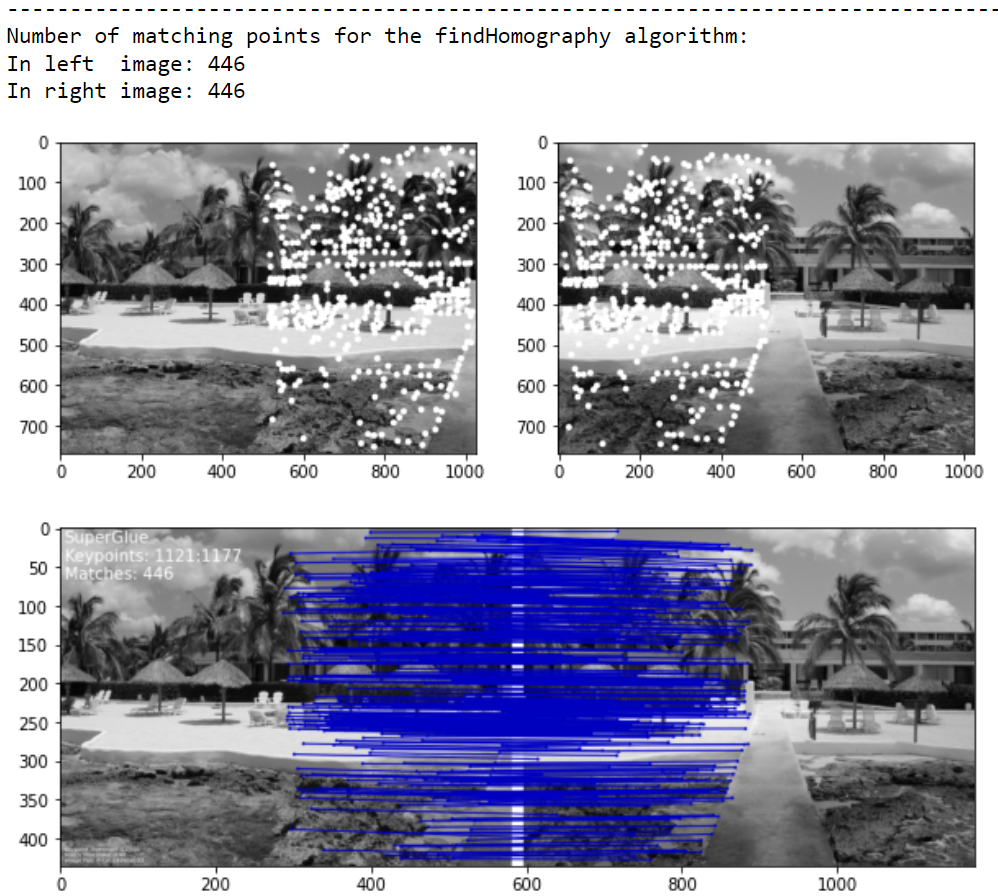 Number of matching points for the findHomography algorithm:
In left  image: 446
In right image: 446
0
100
200
300
400
500
600
700
0 200 400 600 800 1000
0
100
200
300
400
500
600
700
0 200 400 600 800 1000
SuperGlue
Keypoints: 1121:1177
Matches: 446
0
50
100
150
200
250
300
350
400
0 200 400 600 800 1000